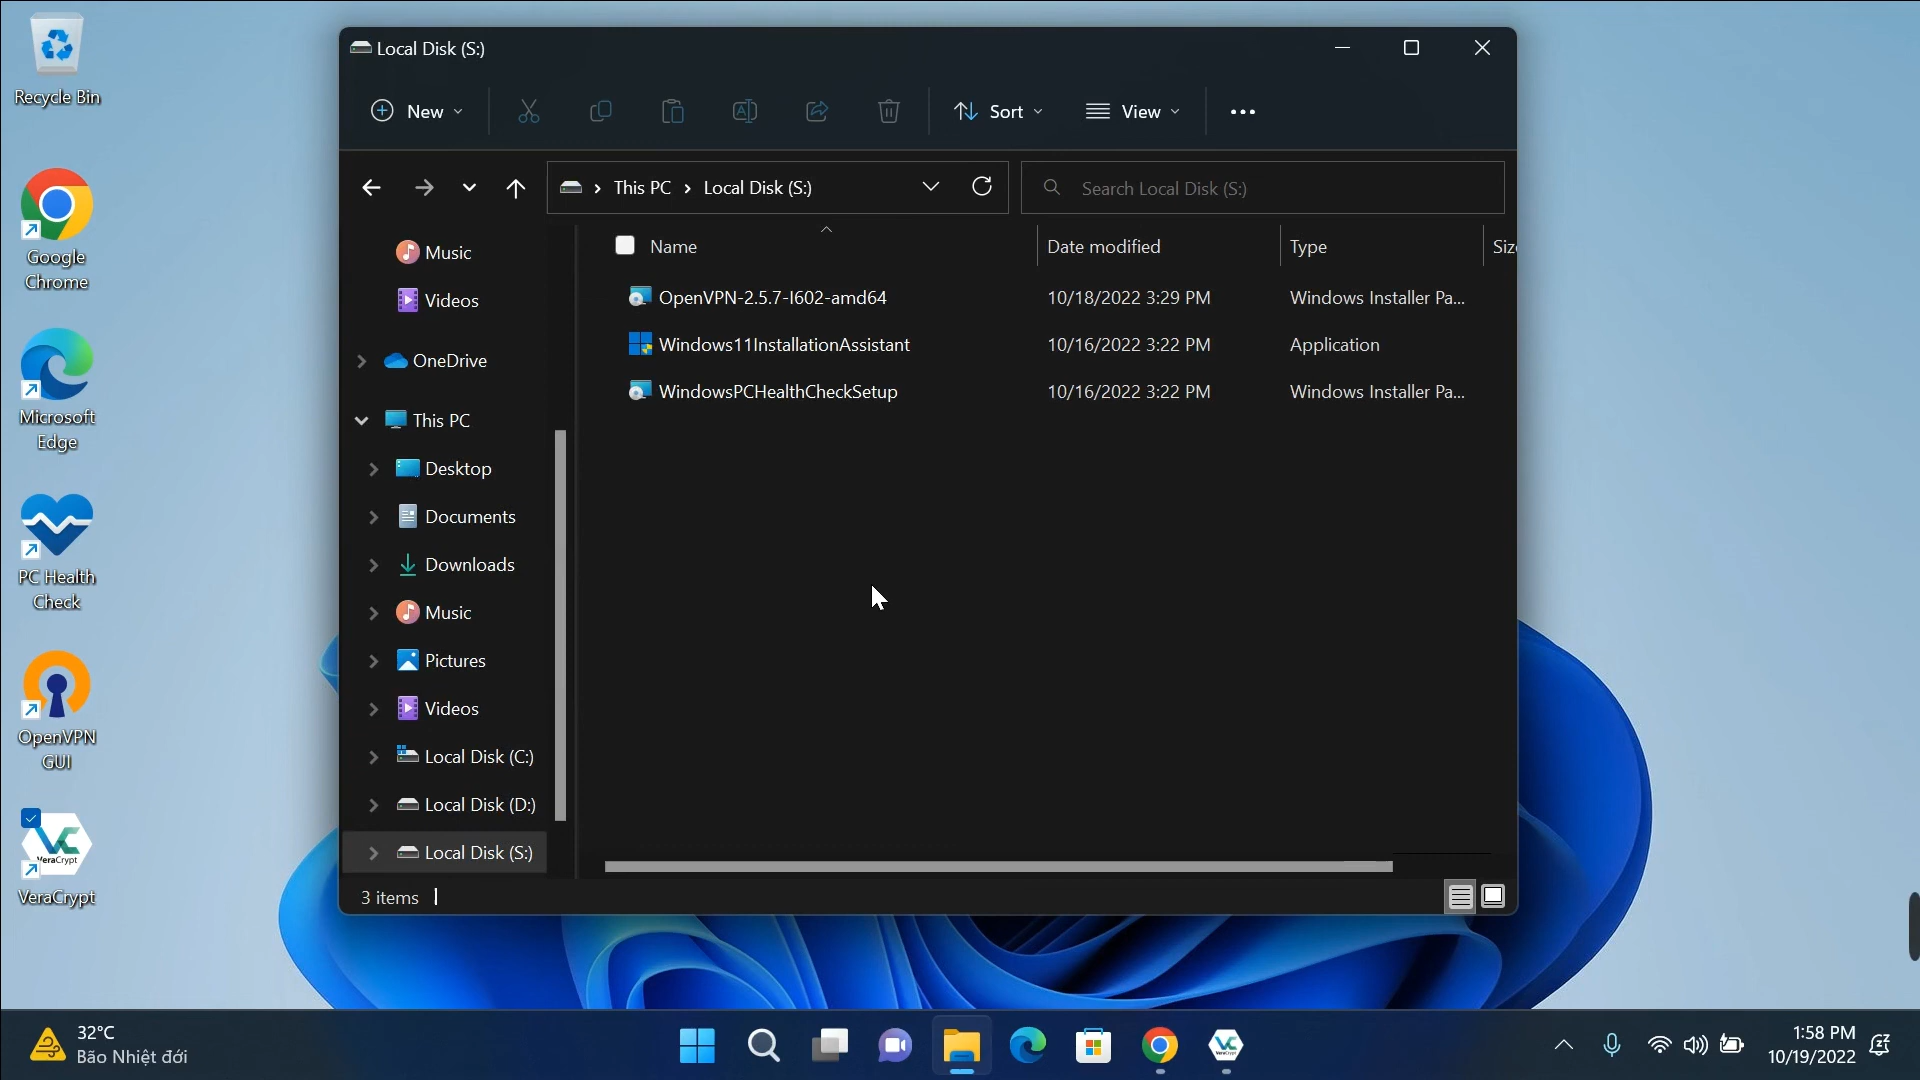 Recycle Bin
Google
Chrome
Microsoft
Edge
PC Health
Check
OpenVPN
GUI
VeraCrypt
VeraCrypt
Local Disk (S:)
New
Sort
View
This PC
Local Disk (S:)
Search Local Disk (S:)
Music
Videos
OneDrive
This PC
Desktop
Documents
Downloads
Music
Pictures
Videos
Local Disk (C:)
Local Disk (D:)
Local Disk (S:)
Name Date modified Type Siz
OpenVPN-2.5.7-I602-amd64 10/18/2022 3:29 PM Windows Installer Pa...
Windows11InstallationAssistant 10/16/2022 3:22 PM Application
WindowsPCHealthCheckSetup 10/16/2022 3:22 PM Windows Installer Pa...
3 items
32°C
Bão Nhiệt đới
VeraCrypt
1:58 PM
10/19/2022